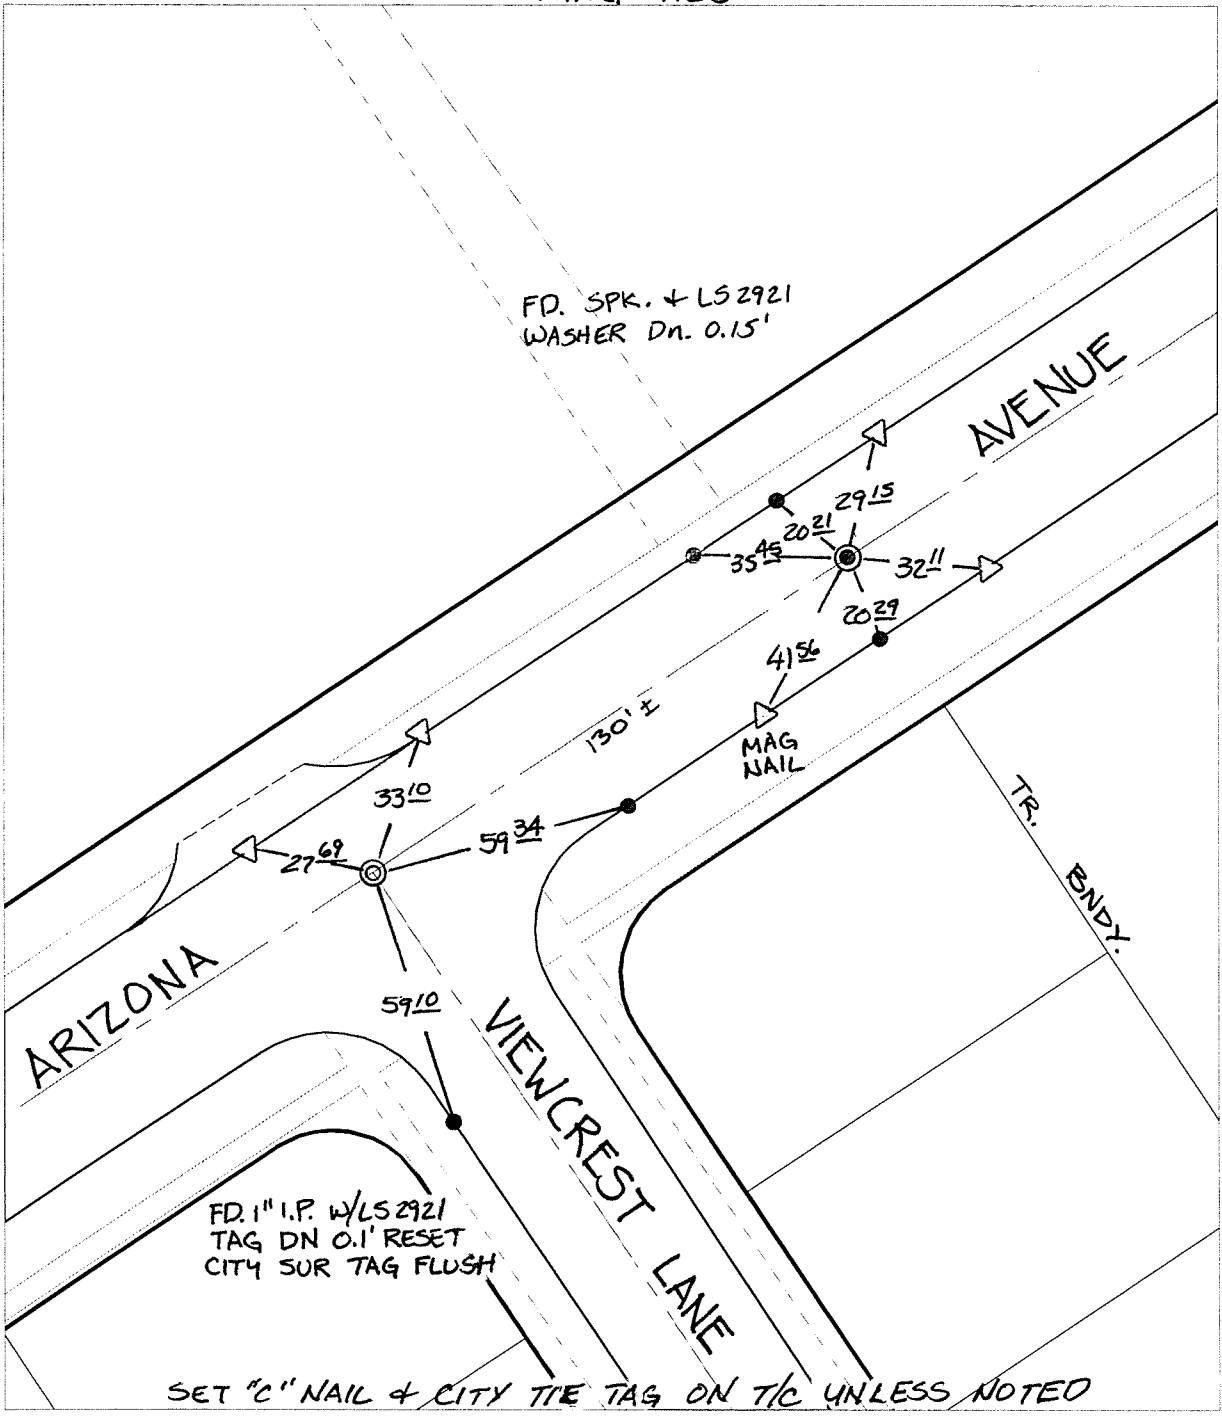 FD. SPK. & LS 2921
WASHER Dn. 0.15'
AVENUE
29 15
20 21
35 45
32 11
20 29
41 56
130' ±
MAG
NAIL
33 10
27 69
59 34
TR. BNDY.
ARIZONA
59 10
VIEWCREST LANE
FD. 1" I.P. W/LS 2921
TAG DN 0.1' RESET
CITY SUR TAG FLUSH
SET "C" NAIL & CITY TIE TAG ON T/C UNLESS NOTED